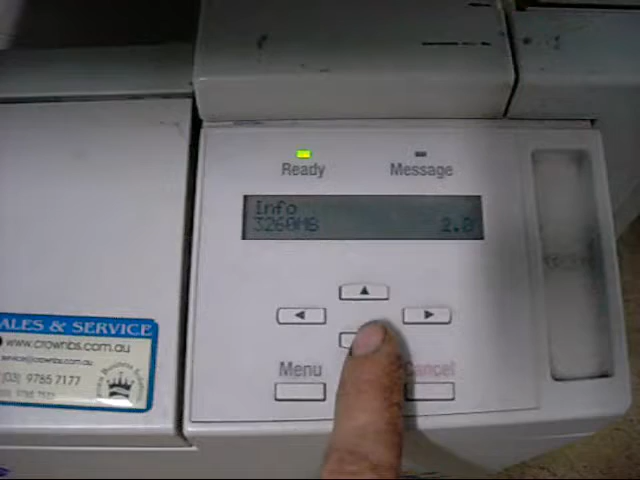 Ready
Message
Info
3260MB 2.0
Menu
Cancel
ALES & SERVICE
www.crownbs.com.au
(03) 9785 7177